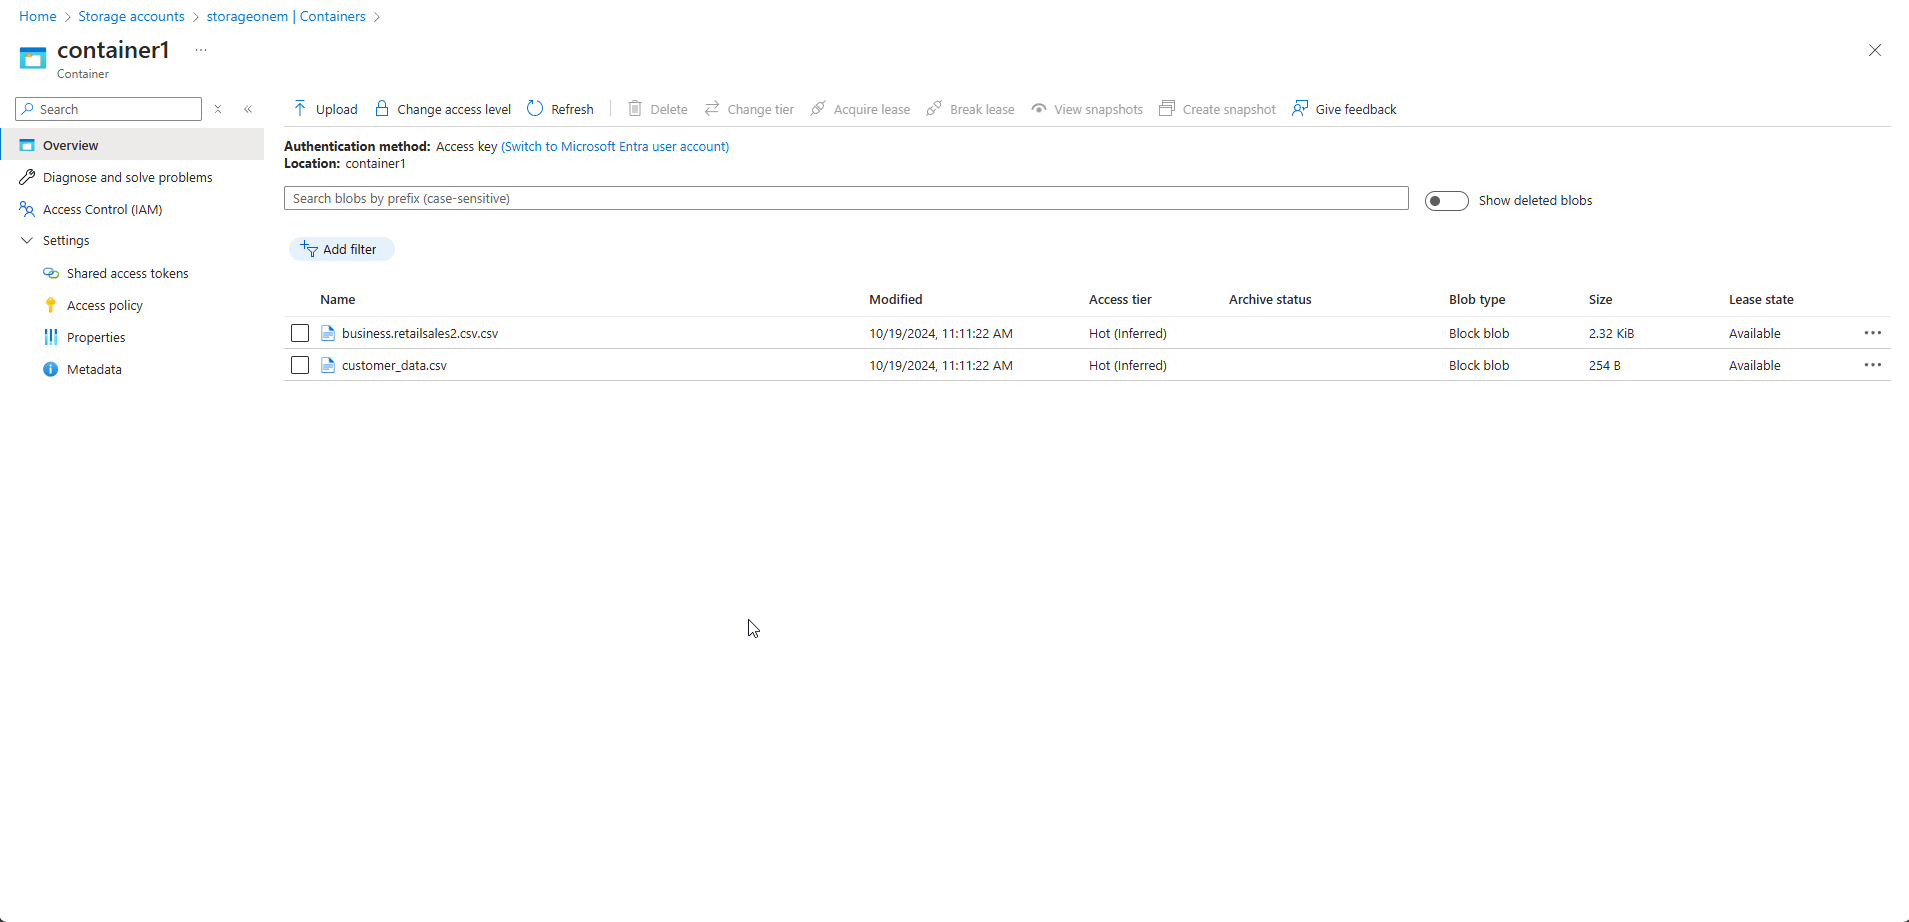 Home > Storage accounts > storageonem | Containers >
container1 ...
Container
Search
Upload Change access level Refresh Delete Change tier Acquire lease Break lease View snapshots Create snapshot Give feedback
Overview
Diagnose and solve problems
Access Control (IAM)
Settings
Shared access tokens
Access policy
Properties
Metadata
Authentication method: Access key (Switch to Microsoft Entra user account)
Location: container1
Search blobs by prefix (case-sensitive)
Show deleted blobs
Add filter
Name Modified Access tier Archive status Blob type Size Lease state
business.retailsales2.csv.csv 10/19/2024, 11:11:22 AM Hot (Inferred) Block blob 2.32 KiB Available
customer_data.csv 10/19/2024, 11:11:22 AM Hot (Inferred) Block blob 254 B Available